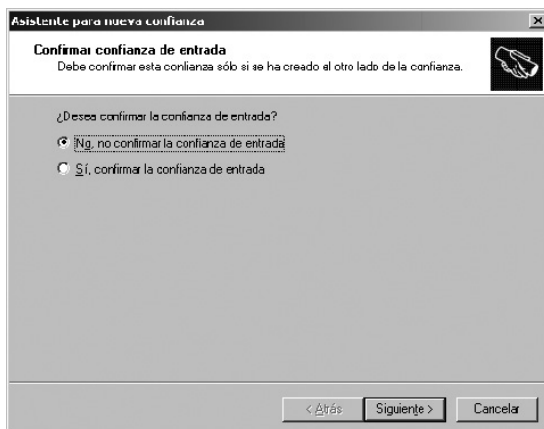 Asistente para nueva confianza
Confirmar confianza de entrada
Debe confirmar esta confianza sólo si se ha creado el otro lado de la confianza.
¿Desea confirmar la confianza de entrada?
No, no confirmar la confianza de entrada
Sí, confirmar la confianza de entrada
< Atrás
Siguiente >
Cancelar